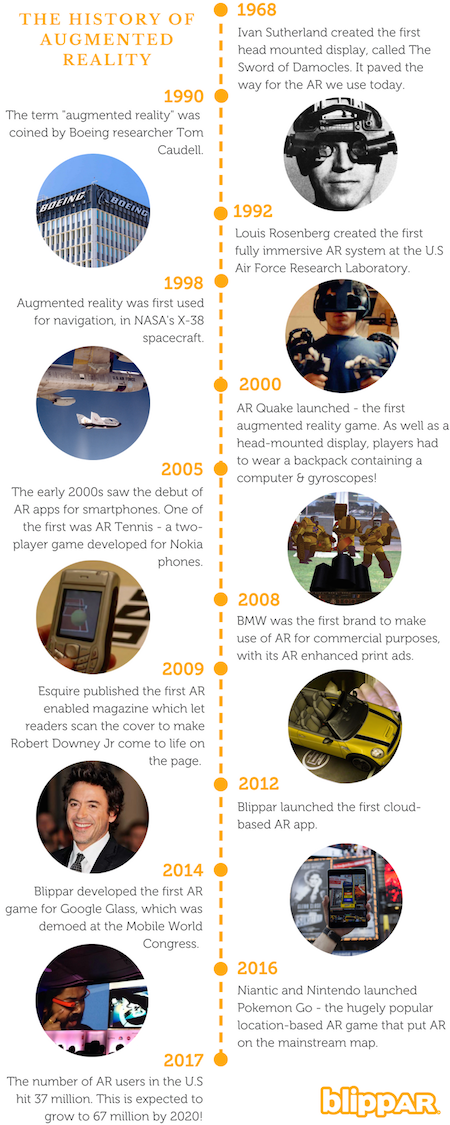 THE HISTORY OF
AUGMENTED
REALITY
1968
Ivan Sutherland created the first
head mounted display, called The
Sword of Damocles. It paved the
way for the AR we use today.
1990
The term "augmented reality" was
coined by Boeing researcher Tom
Caudell.
BOEING
BOEING
1992
Louis Rosenberg created the first
fully immersive AR system at the U.S
Air Force Research Laboratory.
1998
Augmented reality was first used
for navigation, in NASA's X-38
spacecraft.
2000
AR Quake launched - the first
augmented reality game. As well as a
head-mounted display, players had
to wear a backpack containing a
computer & gyroscopes!
2005
The early 2000s saw the debut of
AR apps for smartphones. One of
the first was AR Tennis - a two-
player game developed for Nokia
phones.
2008
BMW was the first brand to make
use of AR for commercial purposes,
with its AR enhanced print ads.
2009
Esquire published the first AR
enabled magazine which let
readers scan the cover to make
Robert Downey Jr come to life on
the page.
2012
Blippar launched the first cloud-
based AR app.
2014
Blippar developed the first AR
game for Google Glass, which was
demoed at the Mobile World
Congress.
2016
Niantic and Nintendo launched
Pokemon Go - the hugely popular
location-based AR game that put AR
on the mainstream map.
2017
The number of AR users in the U.S
hit 37 million. This is expected to
grow to 67 million by 2020!
blippAR